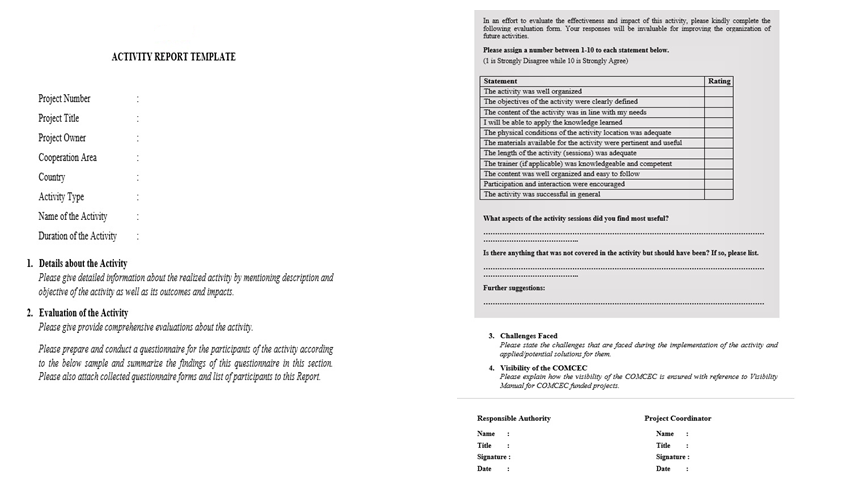 ACTIVITY REPORT TEMPLATE
Project Number :
Project Title :
Project Owner :
Cooperation Area :
Country :
Activity Type :
Name of the Activity :
Duration of the Activity :
1. Details about the Activity
Please give detailed information about the realized activity by mentioning description and
objective of the activity as well as its outcomes and impacts.
2. Evaluation of the Activity
Please give provide comprehensive evaluations about the activity.
Please prepare and conduct a questionnaire for the participants of the activity according
to the below sample and summarize the findings of this questionnaire in this section.
Please also attach collected questionnaire forms and list of participants to this Report.
In an effort to evaluate the effectiveness and impact of this activity, please kindly complete the
following evaluation form. Your responses will be invaluable for improving the organization of
future activities.
Please assign a number between 1-10 to each statement below.
(1 is Strongly Disagree while 10 is Strongly Agree)
Statement Rating
The activity was well organized
The objectives of the activity were clearly defined
The content of the activity was in line with my needs
I will be able to apply the knowledge learned
The physical conditions of the activity location was adequate
The materials available for the activity were pertinent and useful
The length of the activity (sessions) was adequate
The trainer (if applicable) was knowledgeable and competent
The content was well organized and easy to follow
Participation and interaction were encouraged
The activity was successful in general
What aspects of the activity sessions did you find most useful?
Is there anything that was not covered in the activity but should have been? If so, please list.
Further suggestions:
3. Challenges Faced
Please state the challenges that are faced during the implementation of the activity and
applied/potential solutions for them.
4. Visibility of the COMCEC
Please explain how the visibility of the COMCEC is ensured with reference to Visibility
Manual for COMCEC funded projects.
Responsible Authority Project Coordinator
Name : Name :
Title : Title :
Signature : Signature :
Date : Date :